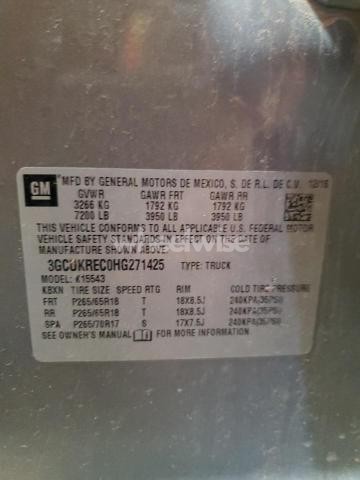 GM
MFD BY GENERAL MOTORS DE MEXICO, S. DE R.L. DE C.V. 12/16
GVWR GAWR FRT GAWR RR
3266 KG 1792 KG 1792 KG
7200 LB 3950 LB 3950 LB
THIS VEHICLE CONFORMS TO ALL APPLICABLE U.S. FEDERAL MOTOR
VEHICLE SAFETY STANDARDS IN EFFECT ON THE DATE OF
MANUFACTURE SHOWN ABOVE.
3GCUKREC0HG271425 TYPE: TRUCK
MODEL: K15543
KBXN TIRE SIZE SPEED RTG RIM COLD TIRE PRESSURE
FRT P265/65R18 T 18X8.5J 240KPA(35PSI)
RR P265/65R18 T 18X8.5J 240KPA(35PSI)
SPA P265/70R17 S 17X7.5J 240KPA(35PSI)
SEE OWNER'S MANUAL FOR MORE INFORMATION